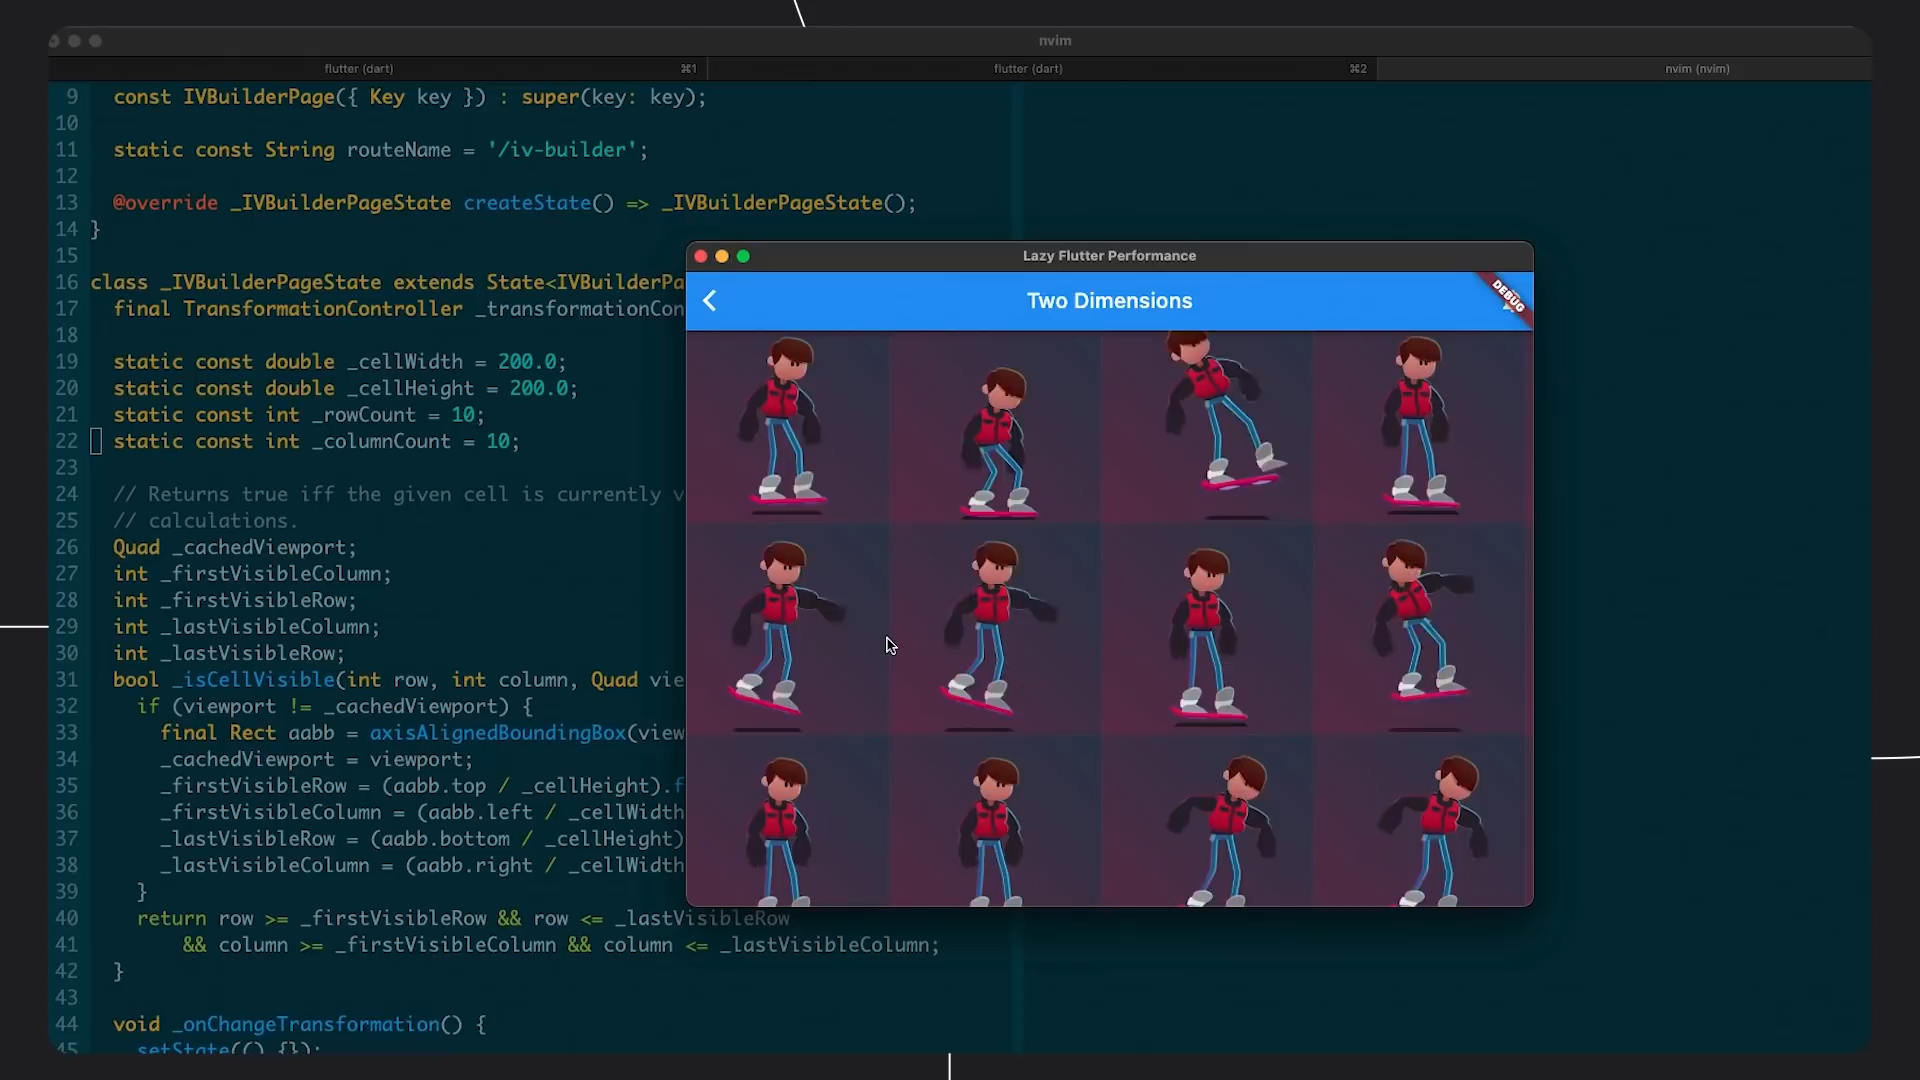 nvim
flutter (dart) ⌘1 flutter (dart) ⌘2 nvim (nvim)
9 const IVBuilderPage({ Key key }) : super(key: key);
10
11 static const String routeName = '/iv-builder';
12
13 @override _IVBuilderPageState createState() => _IVBuilderPageState();
14 }
15
16 class _IVBuilderPageState extends State<IVBuilderPa
17 final TransformationController _transformationCon
18
19 static const double _cellWidth = 200.0;
20 static const double _cellHeight = 200.0;
21 static const int _rowCount = 10;
22 static const int _columnCount = 10;
23
24 // Returns true iff the given cell is currently v
25 // calculations.
26 Quad _cachedViewport;
27 int _firstVisibleColumn;
28 int _firstVisibleRow;
29 int _lastVisibleColumn;
30 int _lastVisibleRow;
31 bool _isCellVisible(int row, int column, Quad vie
32 if (viewport != _cachedViewport) {
33 final Rect aabb = axisAlignedBoundingBox(view
34 _cachedViewport = viewport;
35 _firstVisibleRow = (aabb.top / _cellHeight).f
36 _firstVisibleColumn = (aabb.left / _cellWidth
37 _lastVisibleRow = (aabb.bottom / _cellHeight)
38 _lastVisibleColumn = (aabb.right / _cellWidth
39 }
40 return row >= _firstVisibleRow && row <= _lastVisibleRow
41 && column >= _firstVisibleColumn && column <= _lastVisibleColumn;
42 }
43
44 void _onChangeTransformation() {
45 setState(() {});
Lazy Flutter Performance
Two Dimensions
DEBUG